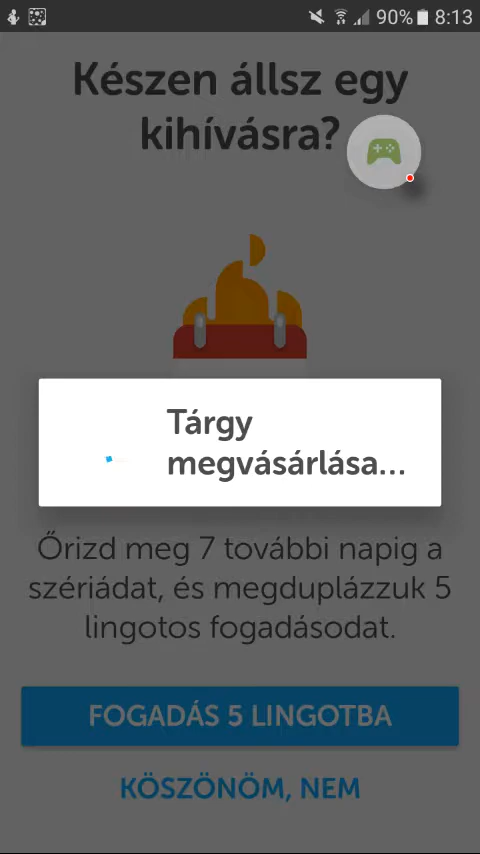 90% 8:13
Készen állsz egy
kihívásra?
Tárgy
megvásárlása...
Őrizd meg 7 további napig a
szériádat, és megduplázzuk 5
lingotos fogadásodat.
FOGADÁS 5 LINGOTBA
KÖSZÖNÖM, NEM